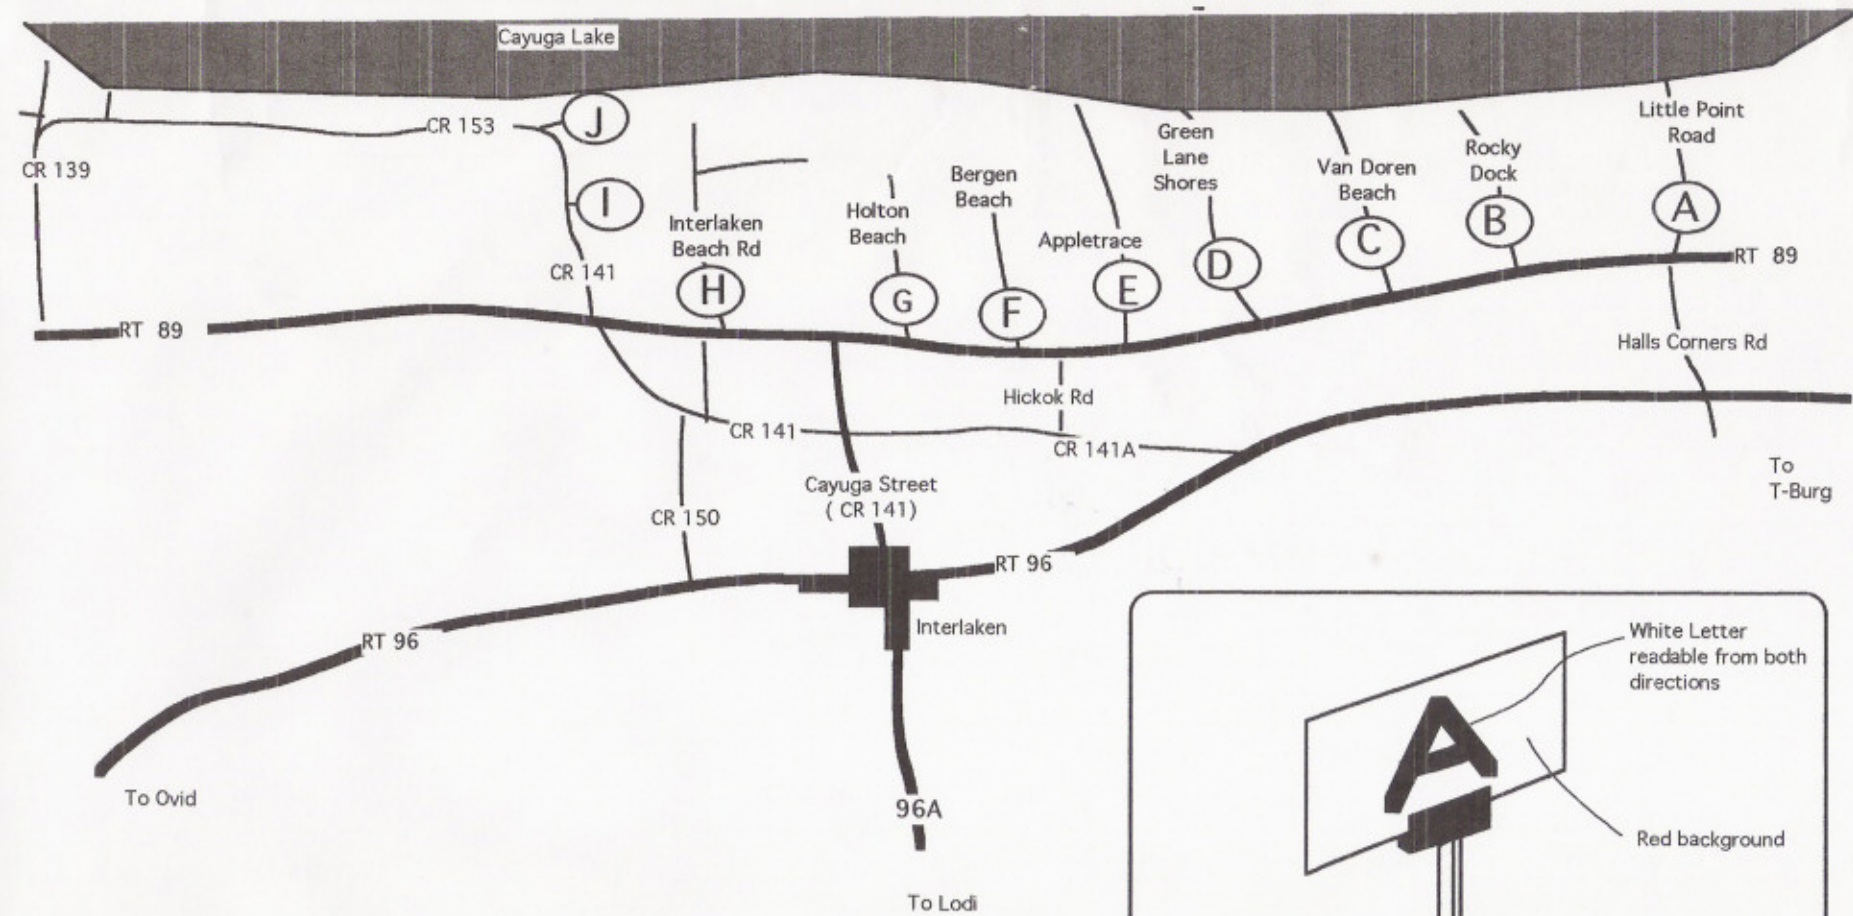 Cayuga Lake
J
CR 153
CR 139
I
CR 141
Interlaken
Beach Rd
H
Holton
Beach
G
Bergen
Beach
F
Appletrace
E
Green
Lane
Shores
D
Van Doren
Beach
C
Rocky
Dock
B
Little Point
Road
A
RT 89
RT 89
Halls Corners Rd
Hickok Rd
CR 141
CR 141A
To
T-Burg
Cayuga Street
( CR 141)
CR 150
RT 96
Interlaken
RT 96
To Ovid
96A
To Lodi
White Letter
readable from both
directions
A
Red background